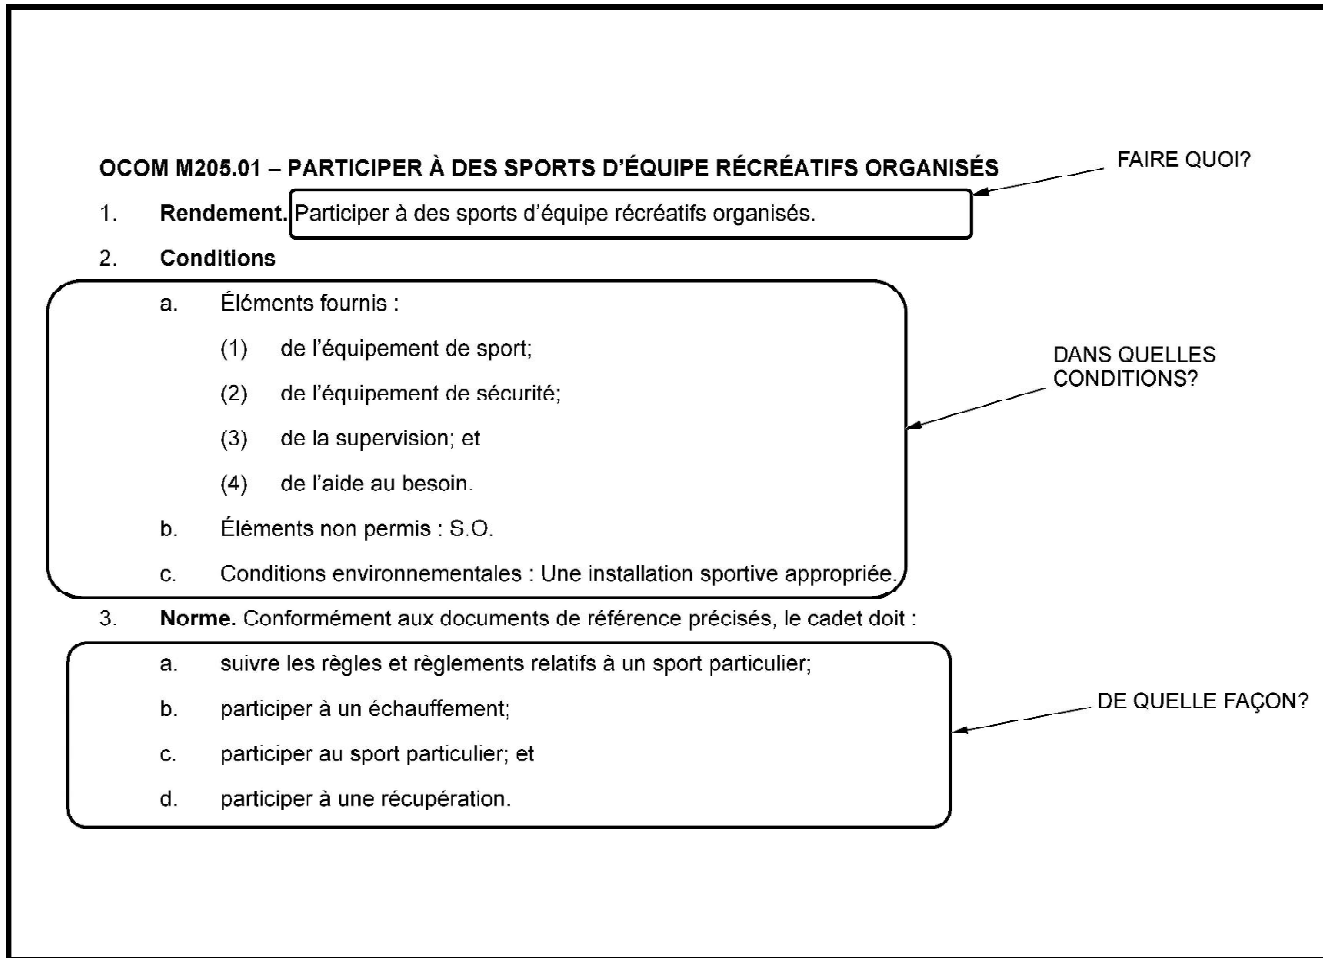 OCOM M205.01 – PARTICIPER À DES SPORTS D'ÉQUIPE RÉCRÉATIFS ORGANISÉS
FAIRE QUOI?
1. Rendement. Participer à des sports d'équipe récréatifs organisés.
2. Conditions
a. Éléments fournis :
(1) de l'équipement de sport;
(2) de l'équipement de sécurité;
(3) de la supervision; et
(4) de l'aide au besoin.
DANS QUELLES
CONDITIONS?
b. Éléments non permis : S.O.
c. Conditions environnementales : Une installation sportive appropriée.
3. Norme. Conformément aux documents de référence précisés, le cadet doit :
a. suivre les règles et règlements relatifs à un sport particulier;
b. participer à un échauffement;
c. participer au sport particulier; et
d. participer à une récupération.
DE QUELLE FAÇON?